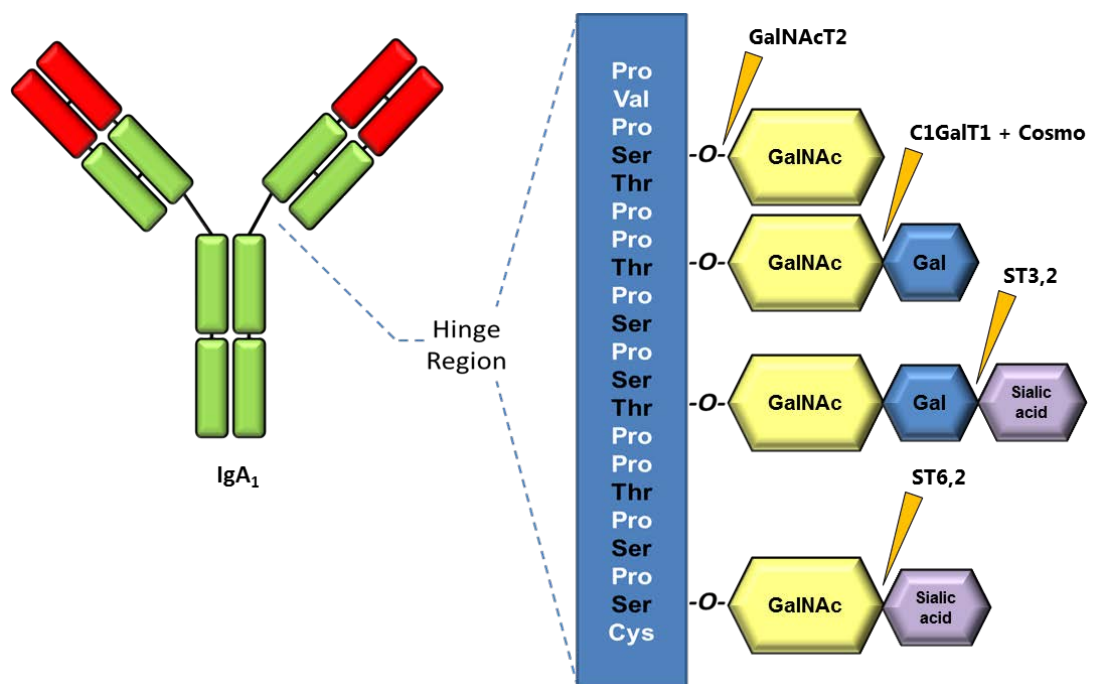 IgA₁
Hinge
Region
Pro
Val
Pro
Ser
Thr
Pro
Pro
Thr
Pro
Ser
Pro
Ser
Thr
Pro
Pro
Thr
Pro
Ser
Pro
Ser
Cys
GalNAcT2
-O- GalNAc
C1GalT1 + Cosmo
-O- GalNAc Gal
ST3,2
-O- GalNAc Gal Sialic
acid
ST6,2
-O- GalNAc Sialic
acid